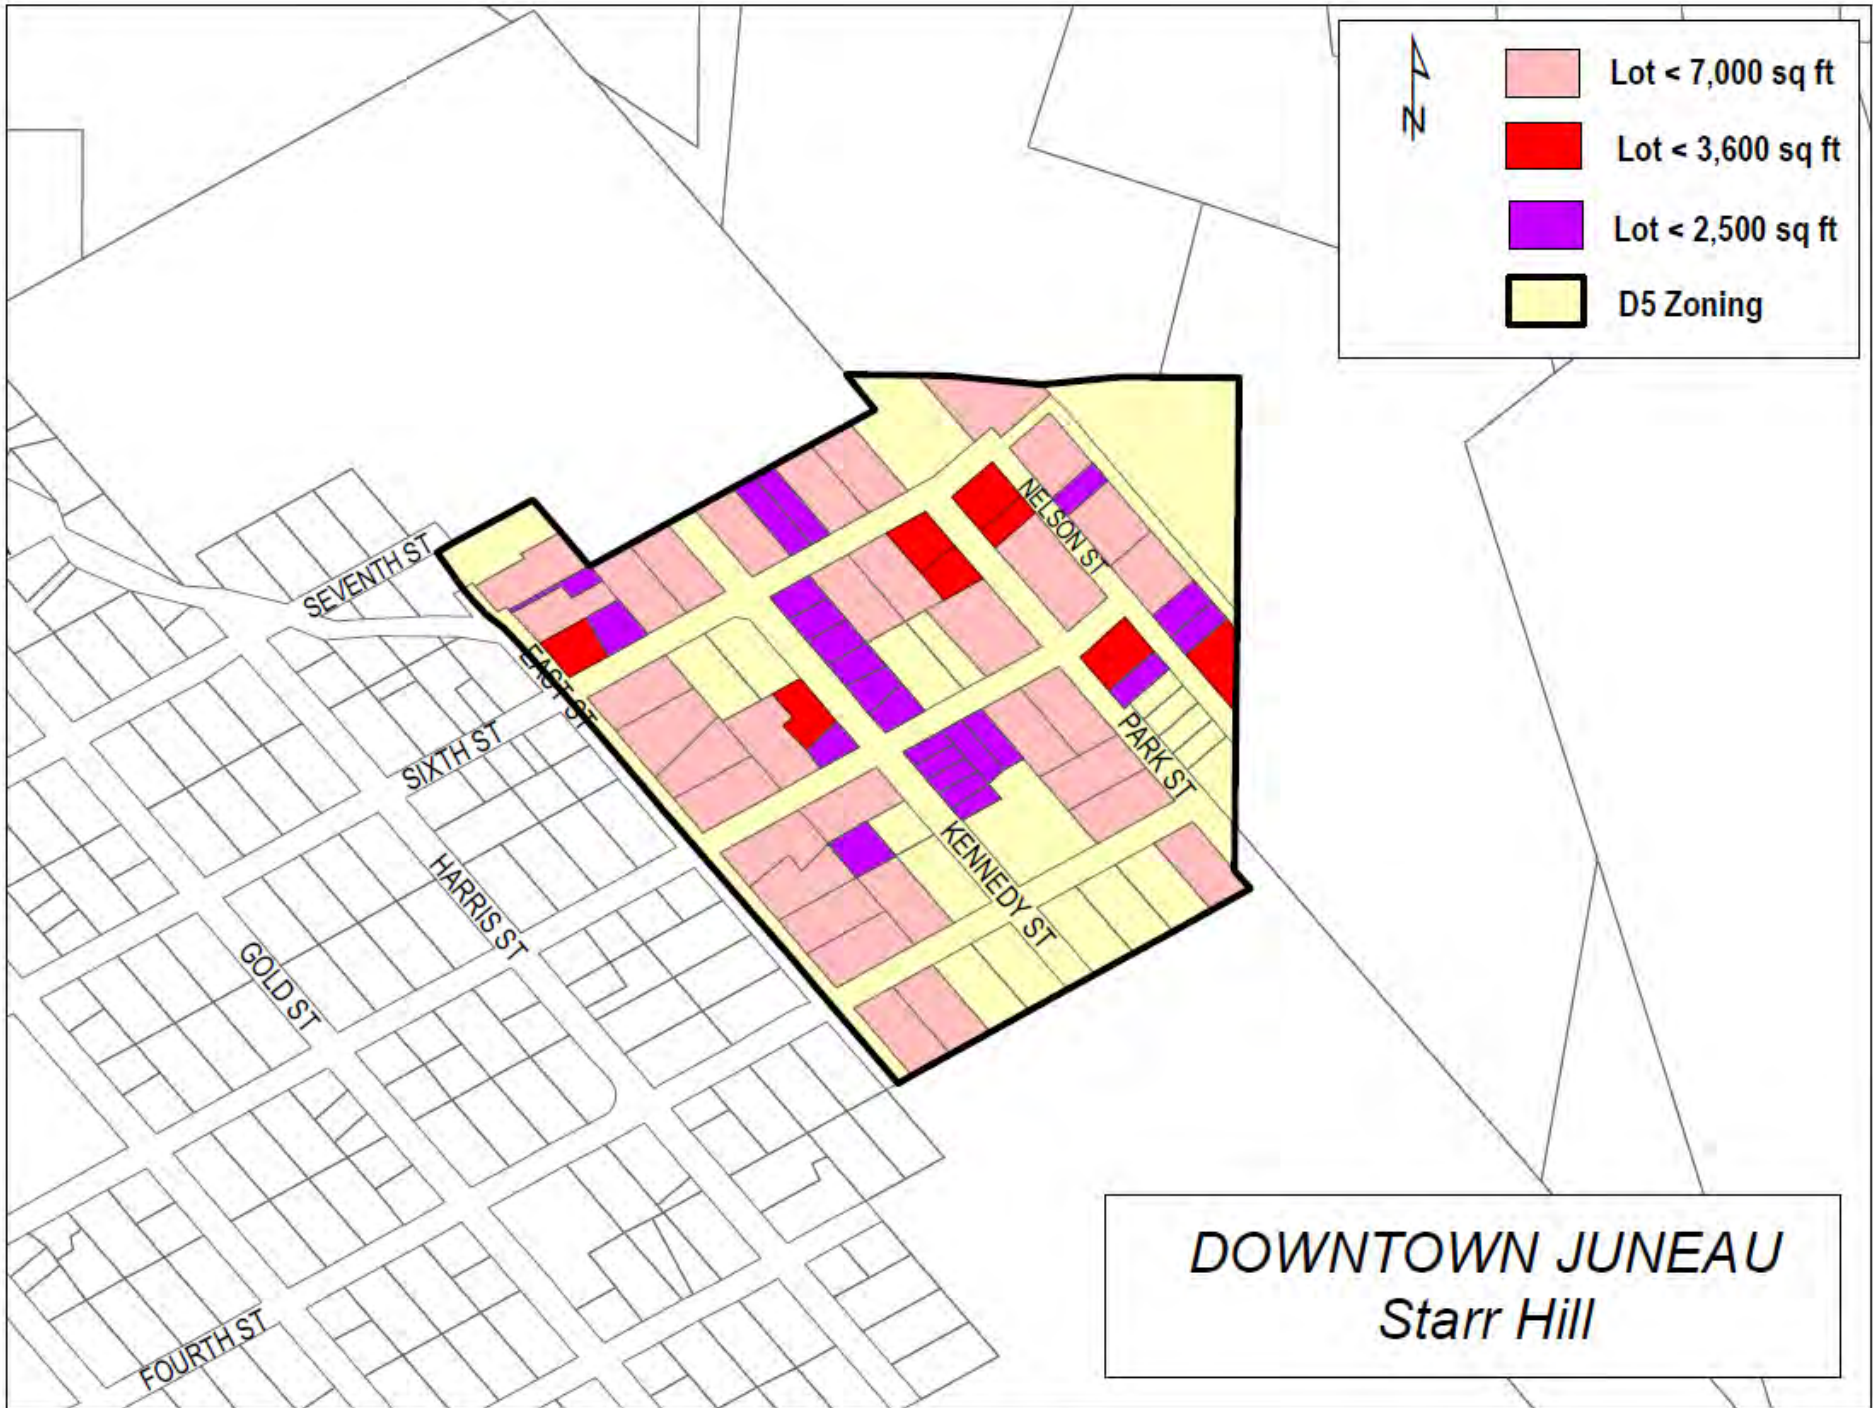 N
Lot < 7,000 sq ft
Lot < 3,600 sq ft
Lot < 2,500 sq ft
D5 Zoning
NELSON ST
SEVENTH ST
EAST ST
SIXTH ST
PARK ST
KENNEDY ST
HARRIS ST
GOLD ST
FOURTH ST
DOWNTOWN JUNEAU
Starr Hill